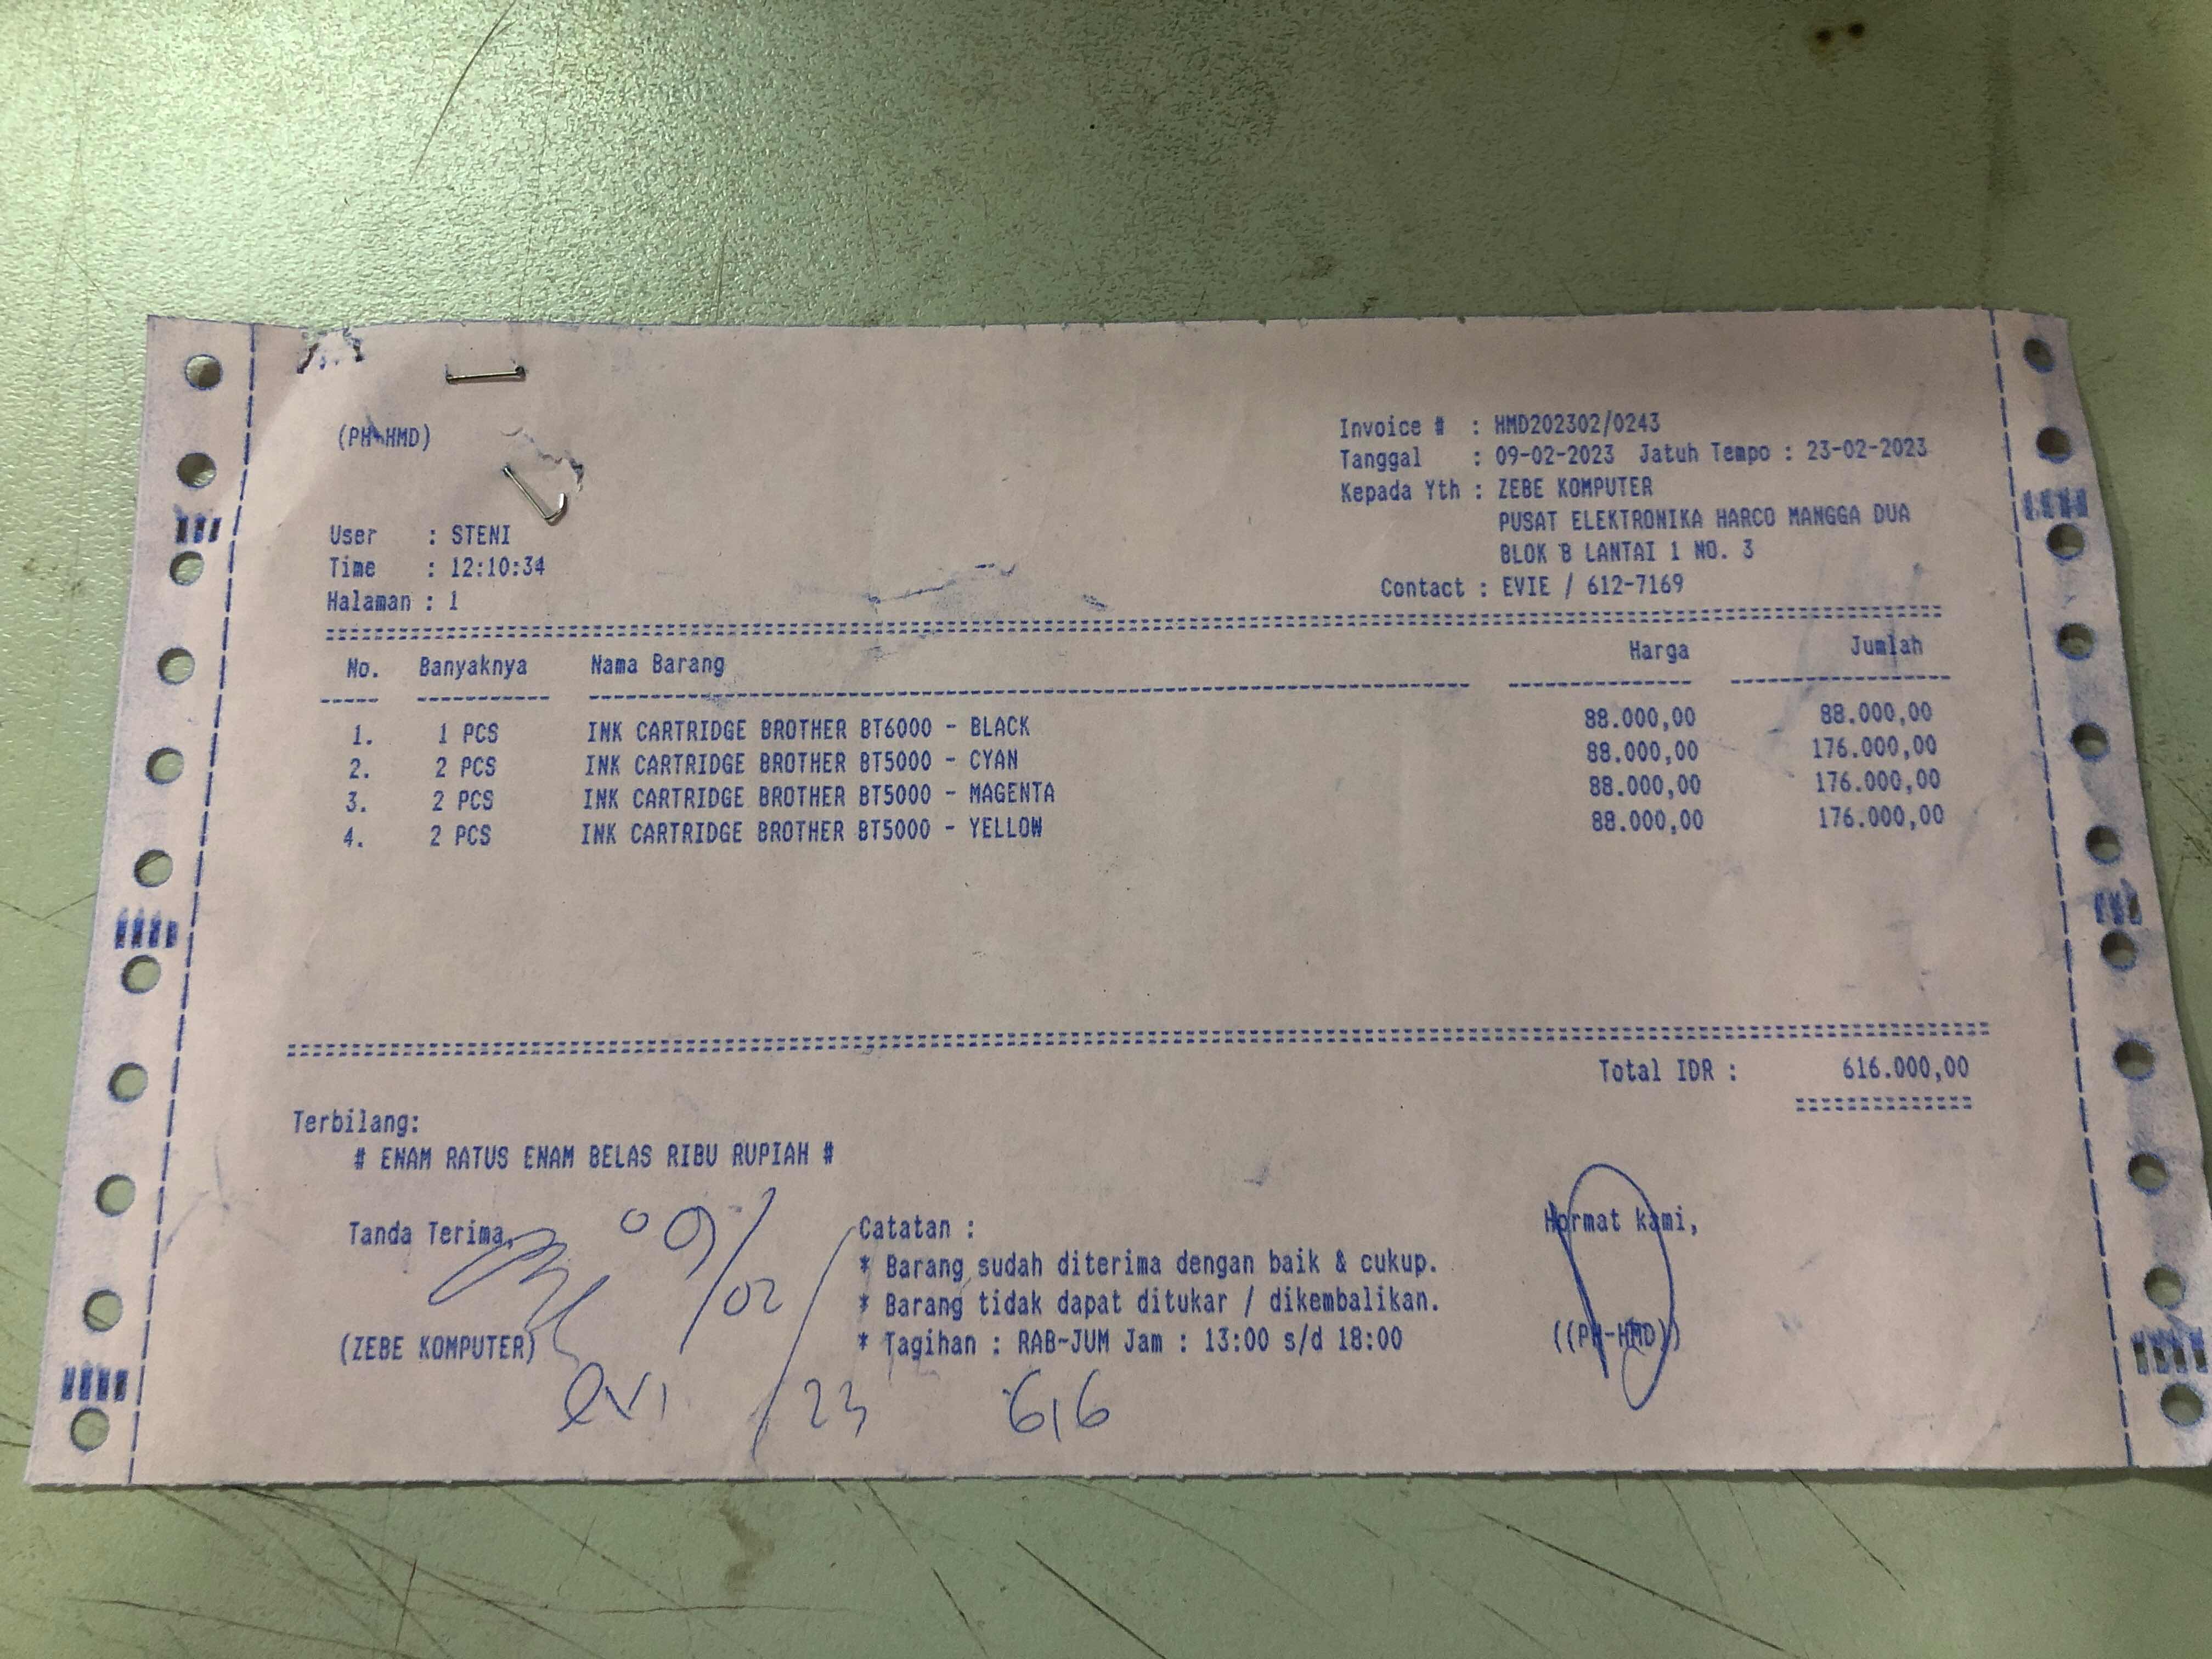 (PH-HMD)
Invoice # : HMD202302/0243
Tanggal : 09-02-2023 Jatuh Tempo : 23-02-2023
Kepada Yth : ZEBE KOMPUTER
PUSAT ELEKTRONIKA HARCO MANGGA DUA
BLOK B LANTAI 1 NO. 3
Contact : EVIE / 612-7169
User : STENI
Time : 12:10:34
Halaman : 1
No. Banyaknya Nama Barang Harga Jumlah
1. 1 PCS INK CARTRIDGE BROTHER BT6000 - BLACK 88.000,00 88.000,00
2. 2 PCS INK CARTRIDGE BROTHER BT5000 - CYAN 88.000,00 176.000,00
3. 2 PCS INK CARTRIDGE BROTHER BT5000 - MAGENTA 88.000,00 176.000,00
4. 2 PCS INK CARTRIDGE BROTHER BT5000 - YELLOW 88.000,00 176.000,00
Total IDR : 616.000,00
Terbilang:
# ENAM RATUS ENAM BELAS RIBU RUPIAH #
Tanda Terima,
09/02/23
(ZEBE KOMPUTER)
evi
Catatan :
* Barang sudah diterima dengan baik & cukup.
* Barang tidak dapat ditukar / dikembalikan.
* Tagihan : RAB-JUM Jam : 13:00 s/d 18:00
616
Hormat kami,
((PH-HMD))